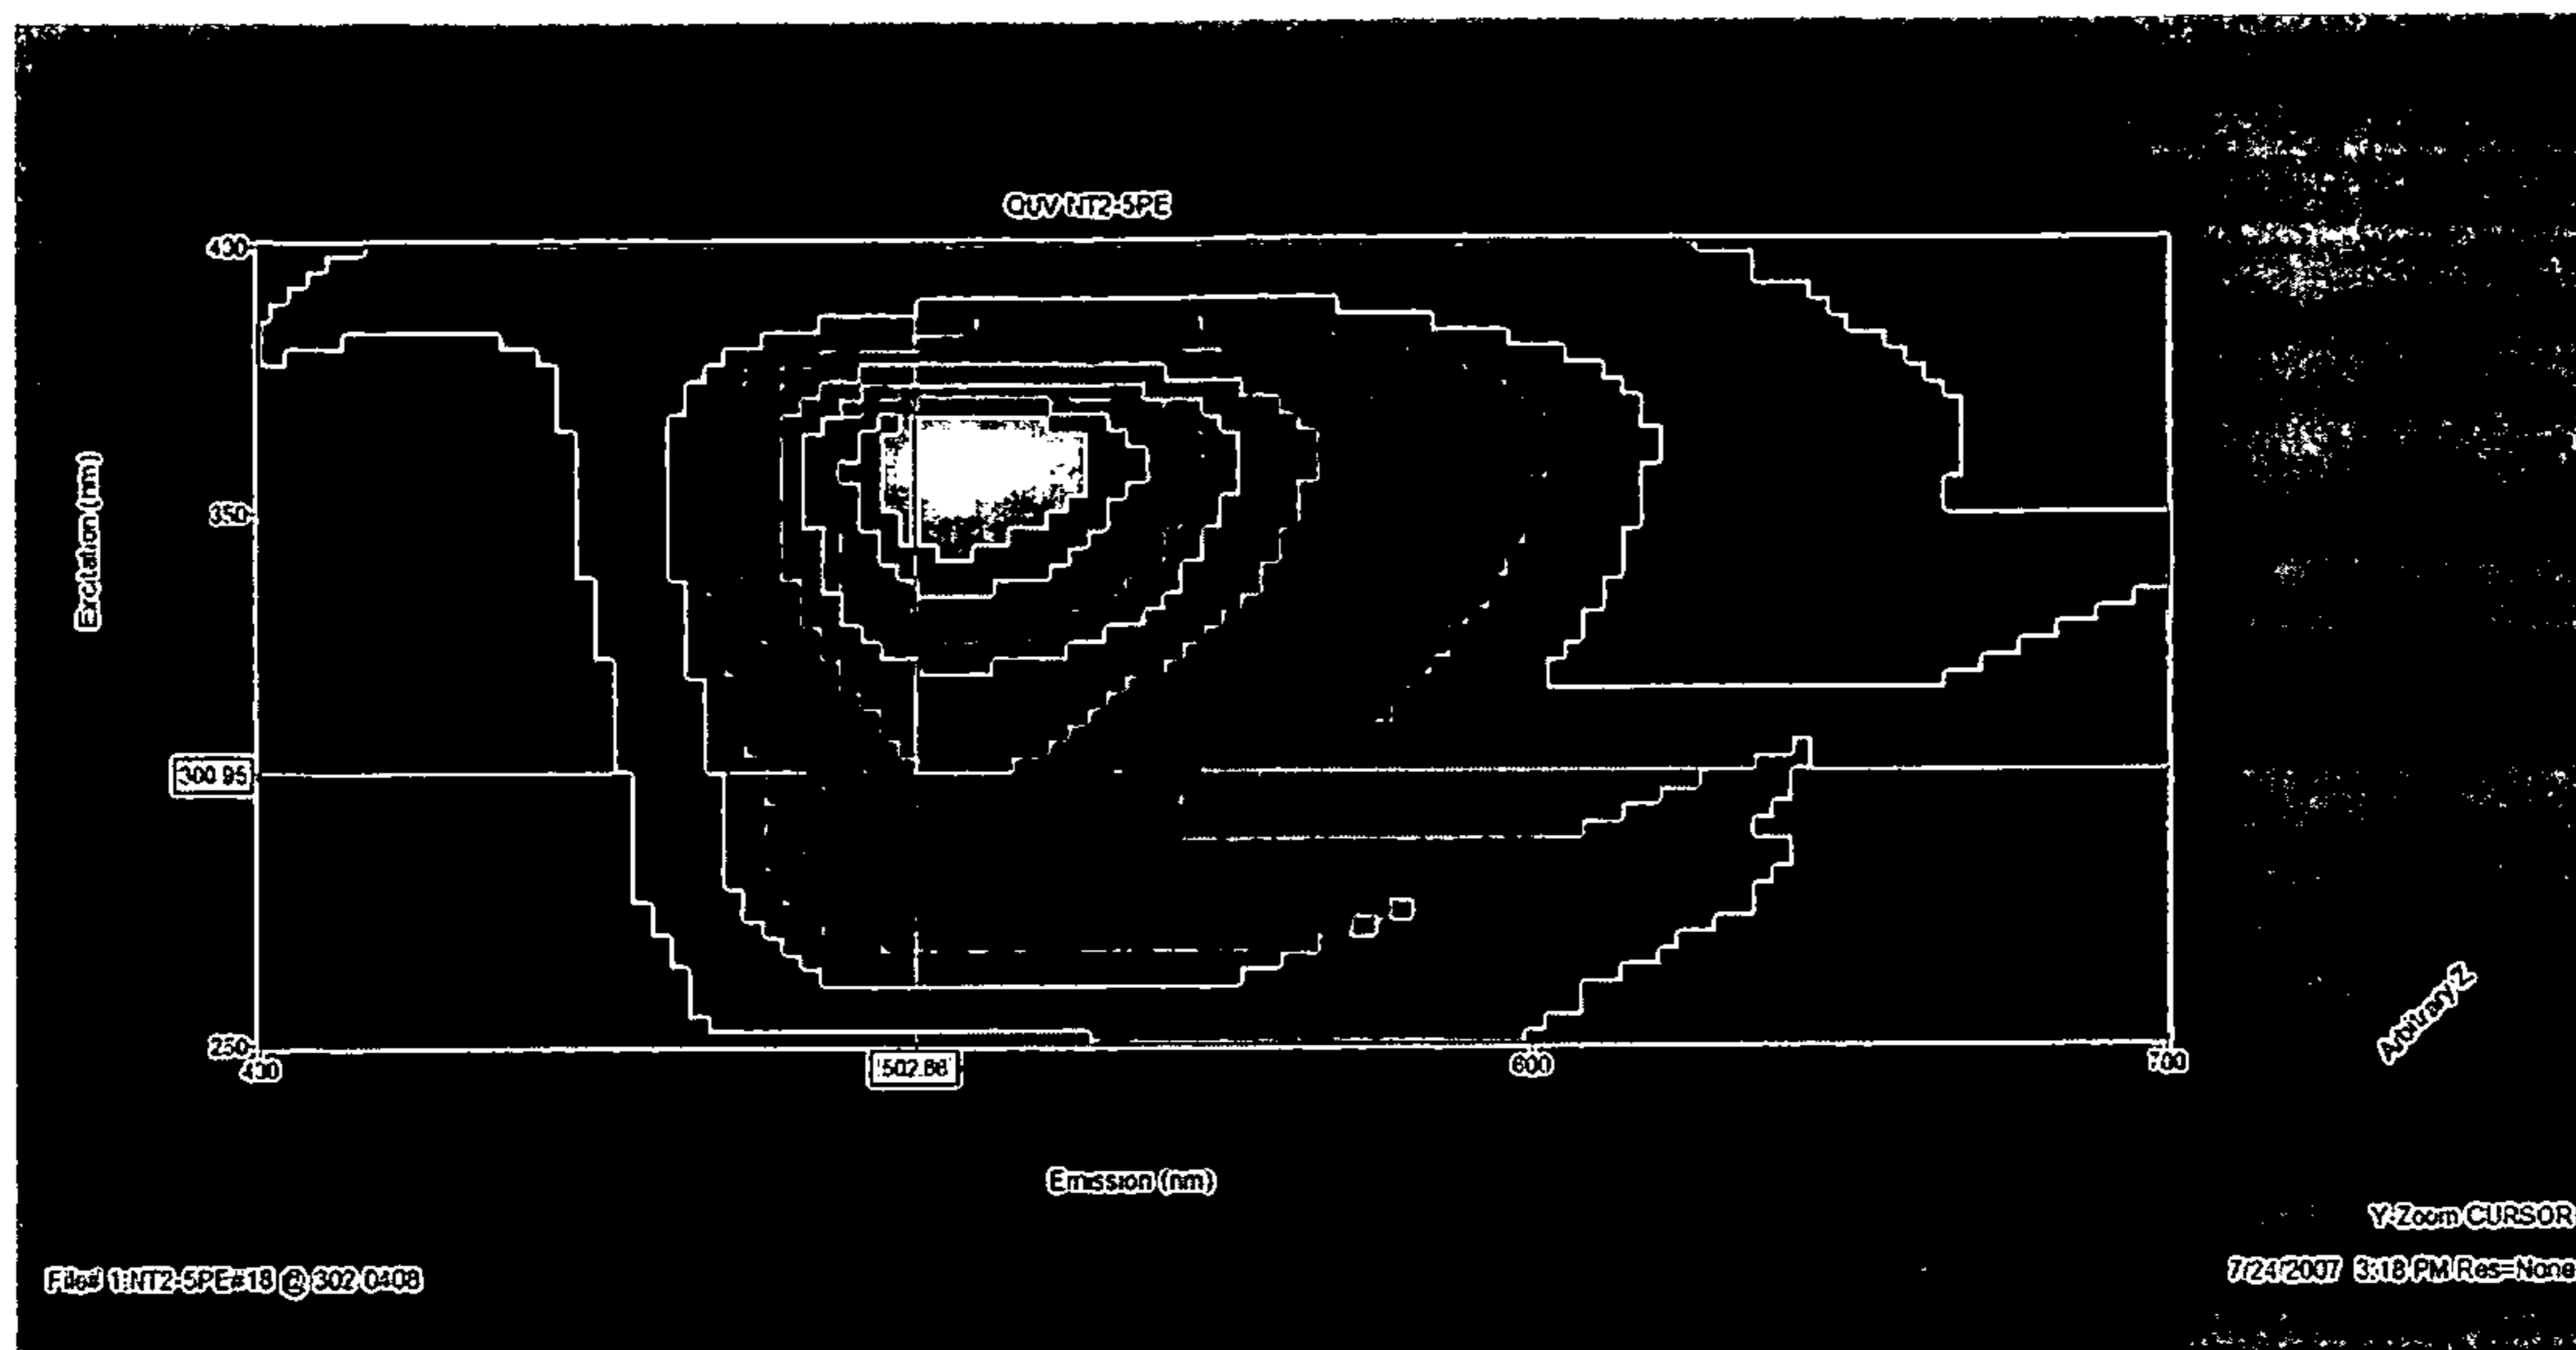 QUV NT2-5PE
400
Excitation (nm)
350
300.95
250
400
502.86
600
700
Arbitrary Z
Emission (nm)
Y-Zoom CURSOR
File# 1:NT2-5PE#18 @ 302 0408
7/24/2007 3:18 PM Res=None